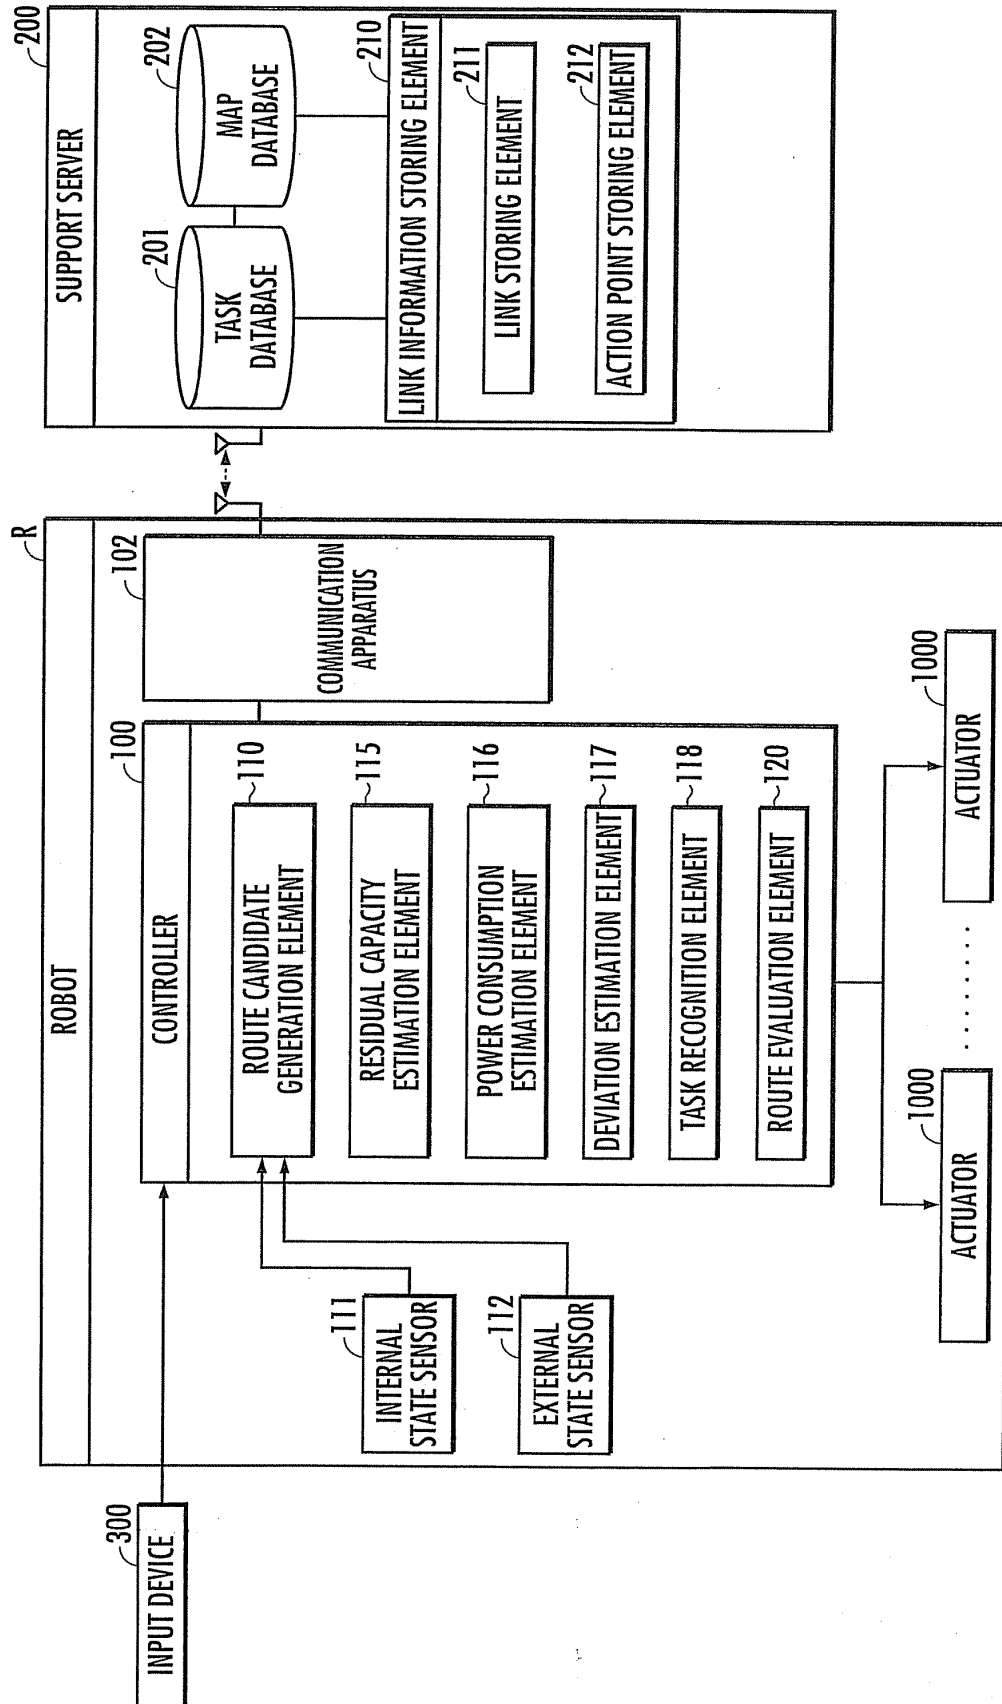 300
INPUT DEVICE
R
ROBOT
100
CONTROLLER
110
ROUTE CANDIDATE
GENERATION ELEMENT
115
RESIDUAL CAPACITY
ESTIMATION ELEMENT
116
POWER CONSUMPTION
ESTIMATION ELEMENT
117
DEVIATION ESTIMATION ELEMENT
118
TASK RECOGNITION ELEMENT
120
ROUTE EVALUATION ELEMENT
111
INTERNAL
STATE SENSOR
112
EXTERNAL
STATE SENSOR
1000
ACTUATOR
........
1000
ACTUATOR
102
COMMUNICATION
APPARATUS
200
SUPPORT SERVER
201
TASK
DATABASE
202
MAP
DATABASE
210
LINK INFORMATION STORING ELEMENT
211
LINK STORING ELEMENT
212
ACTION POINT STORING ELEMENT